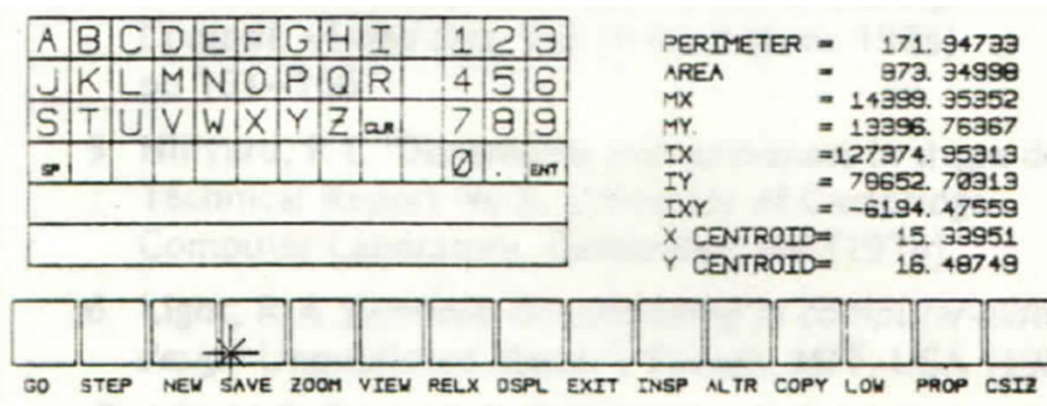 A B C D E F G H I 1 2 3
J K L M N O P Q R 4 5 6
S T U V W X Y Z CLR 7 8 9
SP 0 . ENT
PERIMETER = 171.94733
AREA = 873.34998
MX = 14399.35352
MY. = 13396.76367
IX =127374.95313
IY = 78652.70313
IXY =-6194.47559
X CENTROID= 15.33951
Y CENTROID= 16.48749
GO STEP NEW SAVE ZOOM VIEW RELX DSPL EXIT INSP ALTR COPY LOW PROP CSIZ